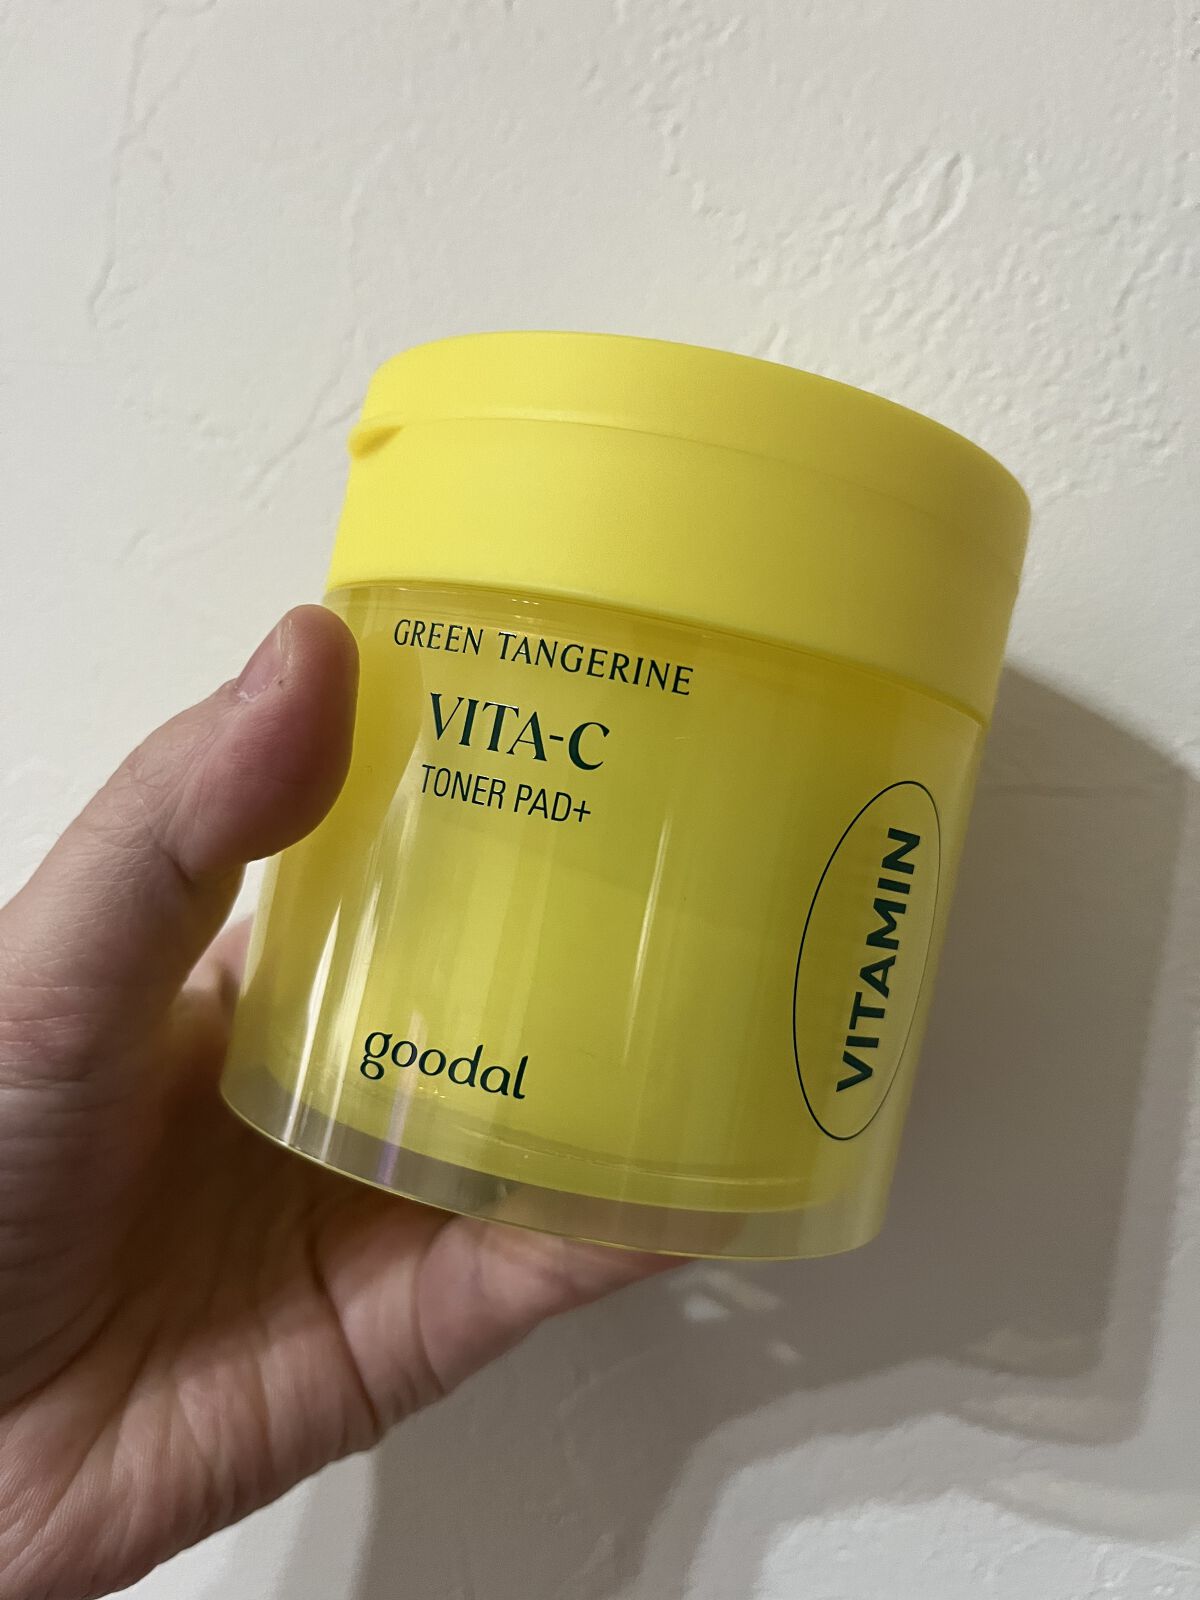 GREEN TANGERINE
VITA-C
TONER PAD+
goodal
VITAMIN